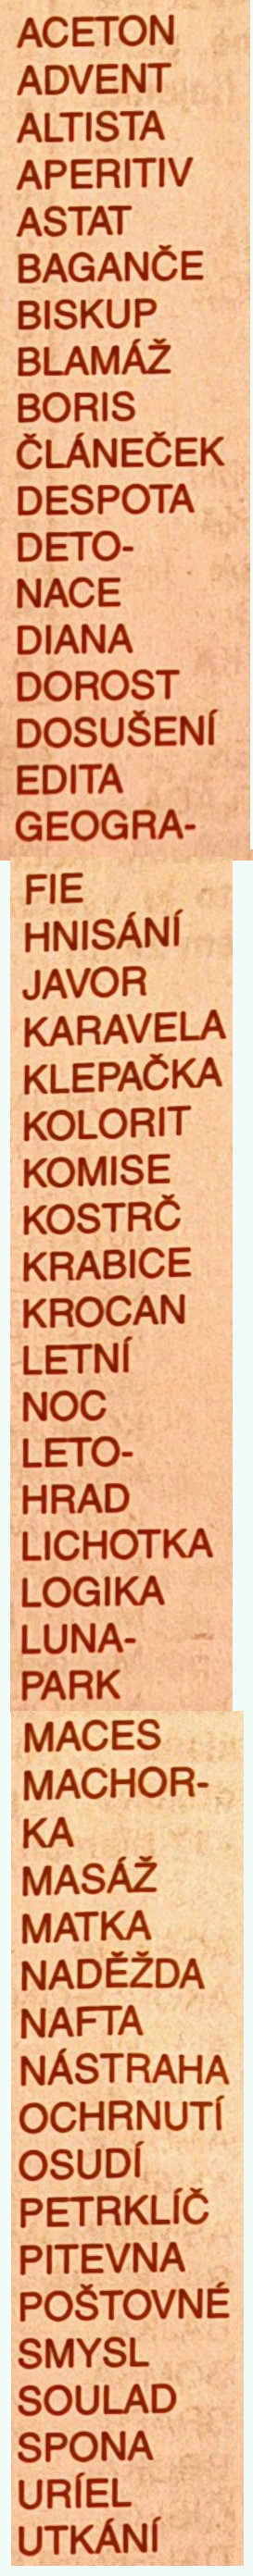 ACETON
ADVENT
ALTISTA
APERITIV
ASTAT
BAGANČE
BISKUP
BLAMÁŽ
BORIS
ČLÁNEČEK
DESPOTA
DETO-
NACE
DIANA
DOROST
DOSUŠENÍ
EDITA
GEOGRA-
FIE
HNISÁNÍ
JAVOR
KARAVELA
KLEPAČKA
KOLORIT
KOMISE
KOSTRČ
KRABICE
KROCAN
LETNÍ
NOC
LETO-
HRAD
LICHOTKA
LOGIKA
LUNA-
PARK
MACES
MACHOR-
KA
MASÁŽ
MATKA
NADĚŽDA
NAFTA
NÁSTRAHA
OCHRNUTÍ
OSUDÍ
PETRKLÍČ
PITEVNA
POŠTOVNÉ
SMYSL
SOULAD
SPONA
URÍEL
UTKÁNÍ